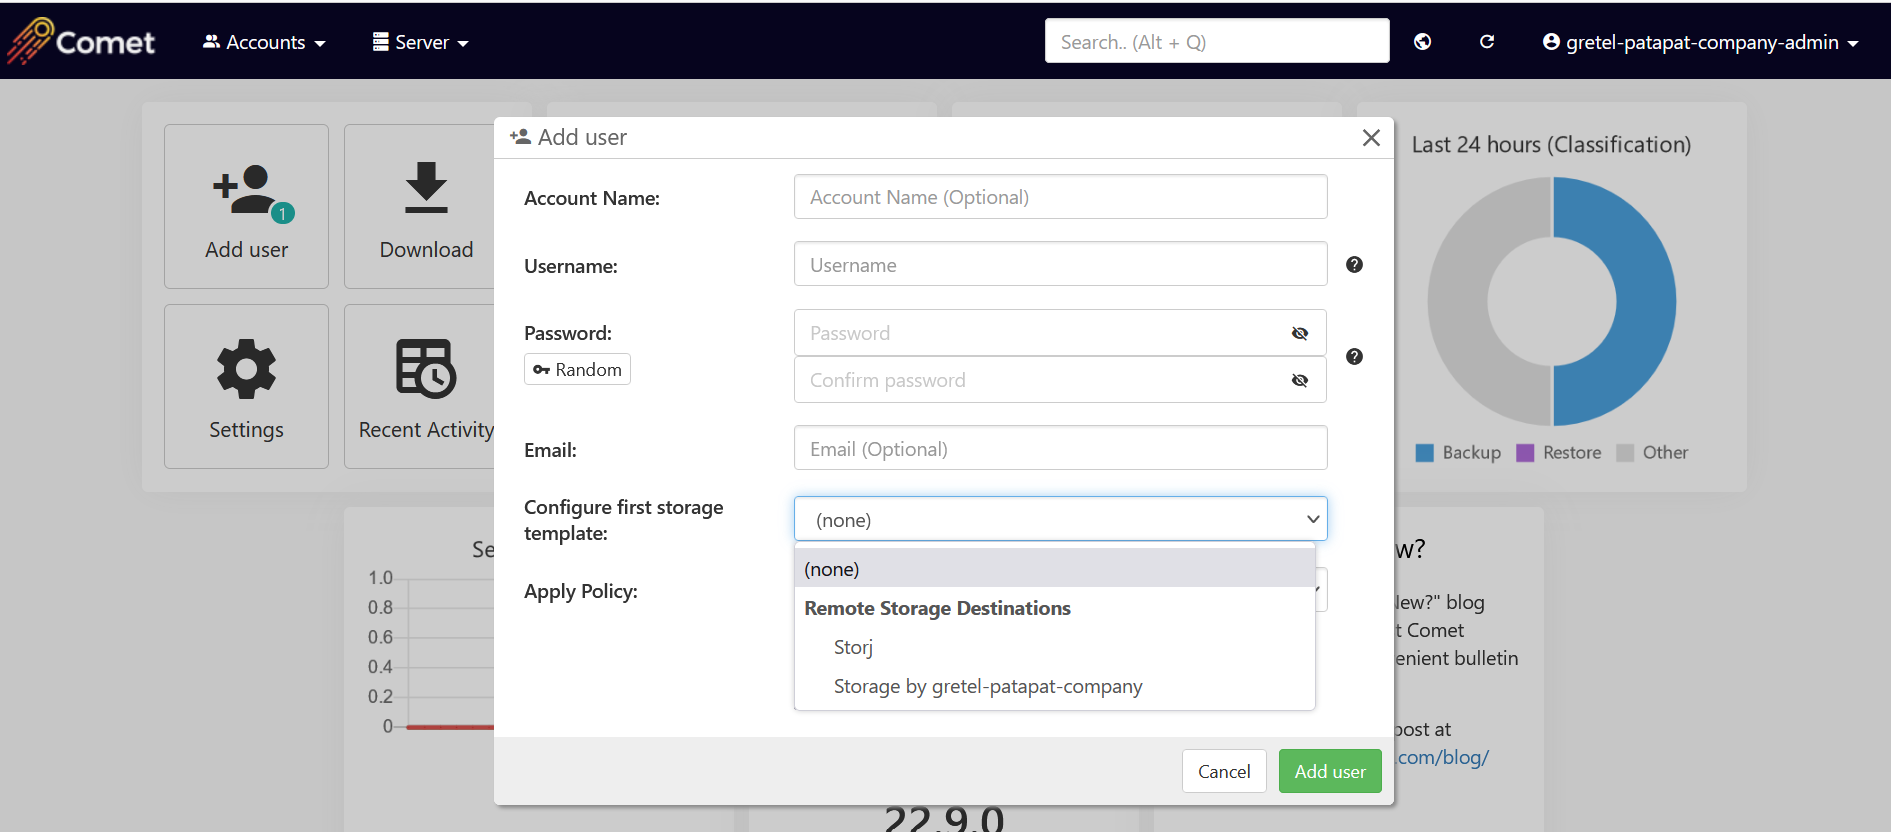 Comet
Accounts
Server
Search.. (Alt + Q)
gretel-patapat-company-admin
Add user
1
Add user
Download
Settings
Recent Activity
Account Name:
Account Name (Optional)
Username:
Username
Password:
Password
Random
Confirm password
Email:
Email (Optional)
Configure first storage
template:
(none)
(none)
Remote Storage Destinations
Storj
Storage by gretel-patapat-company
Apply Policy:
Cancel
Add user
Last 24 hours (Classification)
Backup
Restore
Other
Se
1.0
0.8
0.6
0.4
0.2
0
w?
New?" blog
t Comet
enient bulletin
post at
.com/blog/
22.9.0